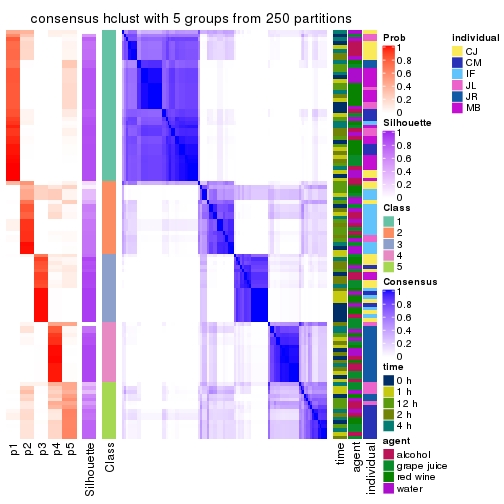 consensus hclust with 5 groups from 250 partitions
Prob
1
0.8
0.6
0.4
0.2
0
individual
CJ
CM
IF
JL
JR
MB
Silhouette
1
0.8
0.6
0.4
0.2
0
Class
1
2
3
4
5
Consensus
1
0.8
0.6
0.4
0.2
0
time
0 h
1 h
12 h
2 h
4 h
agent
alcohol
grape juice
red wine
water
p1
p2
p3
p4
p5
Silhouette
Class
time
agent
individual